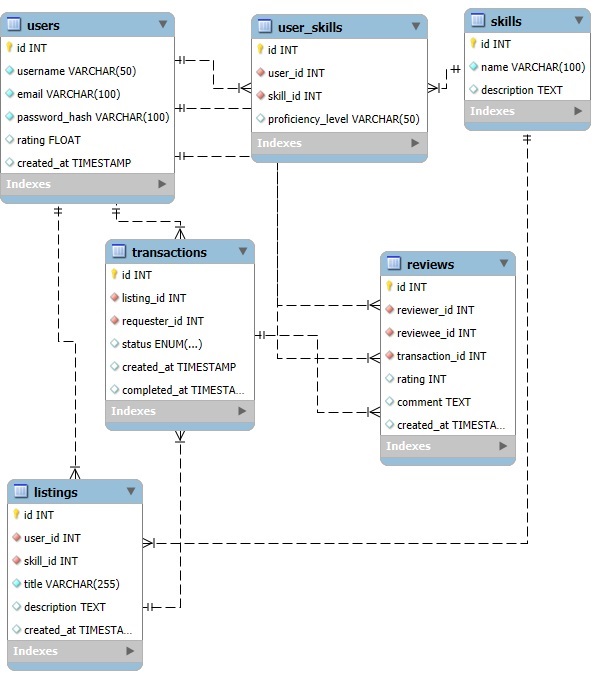 users
id INT
username VARCHAR(50)
email VARCHAR(100)
password_hash VARCHAR(100)
rating FLOAT
created_at TIMESTAMP
Indexes
user_skills
id INT
user_id INT
skill_id INT
proficiency_level VARCHAR(50)
Indexes
skills
id INT
name VARCHAR(100)
description TEXT
Indexes
transactions
id INT
listing_id INT
requester_id INT
status ENUM(...)
created_at TIMESTAMP
completed_at TIMESTA...
Indexes
reviews
id INT
reviewer_id INT
reviewee_id INT
transaction_id INT
rating INT
comment TEXT
created_at TIMESTA...
Indexes
listings
id INT
user_id INT
skill_id INT
title VARCHAR(255)
description TEXT
created_at TIMESTA...
Indexes